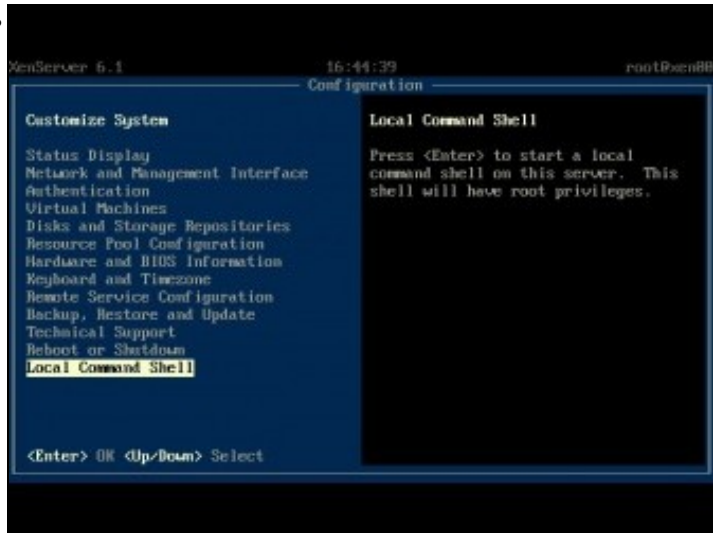 XenServer 6.1 16:44:39 root@xen00
Configuration
Customize System
Status Display
Network and Management Interface
Authentication
Virtual Machines
Disks and Storage Repositories
Resource Pool Configuration
Hardware and BIOS Information
Keyboard and Timezone
Remote Service Configuration
Backup, Restore and Update
Technical Support
Reboot or Shutdown
Local Command Shell
<Enter> OK <Up/Down> Select
Local Command Shell
Press <Enter> to start a local
command shell on this server. This
shell will have root privileges.